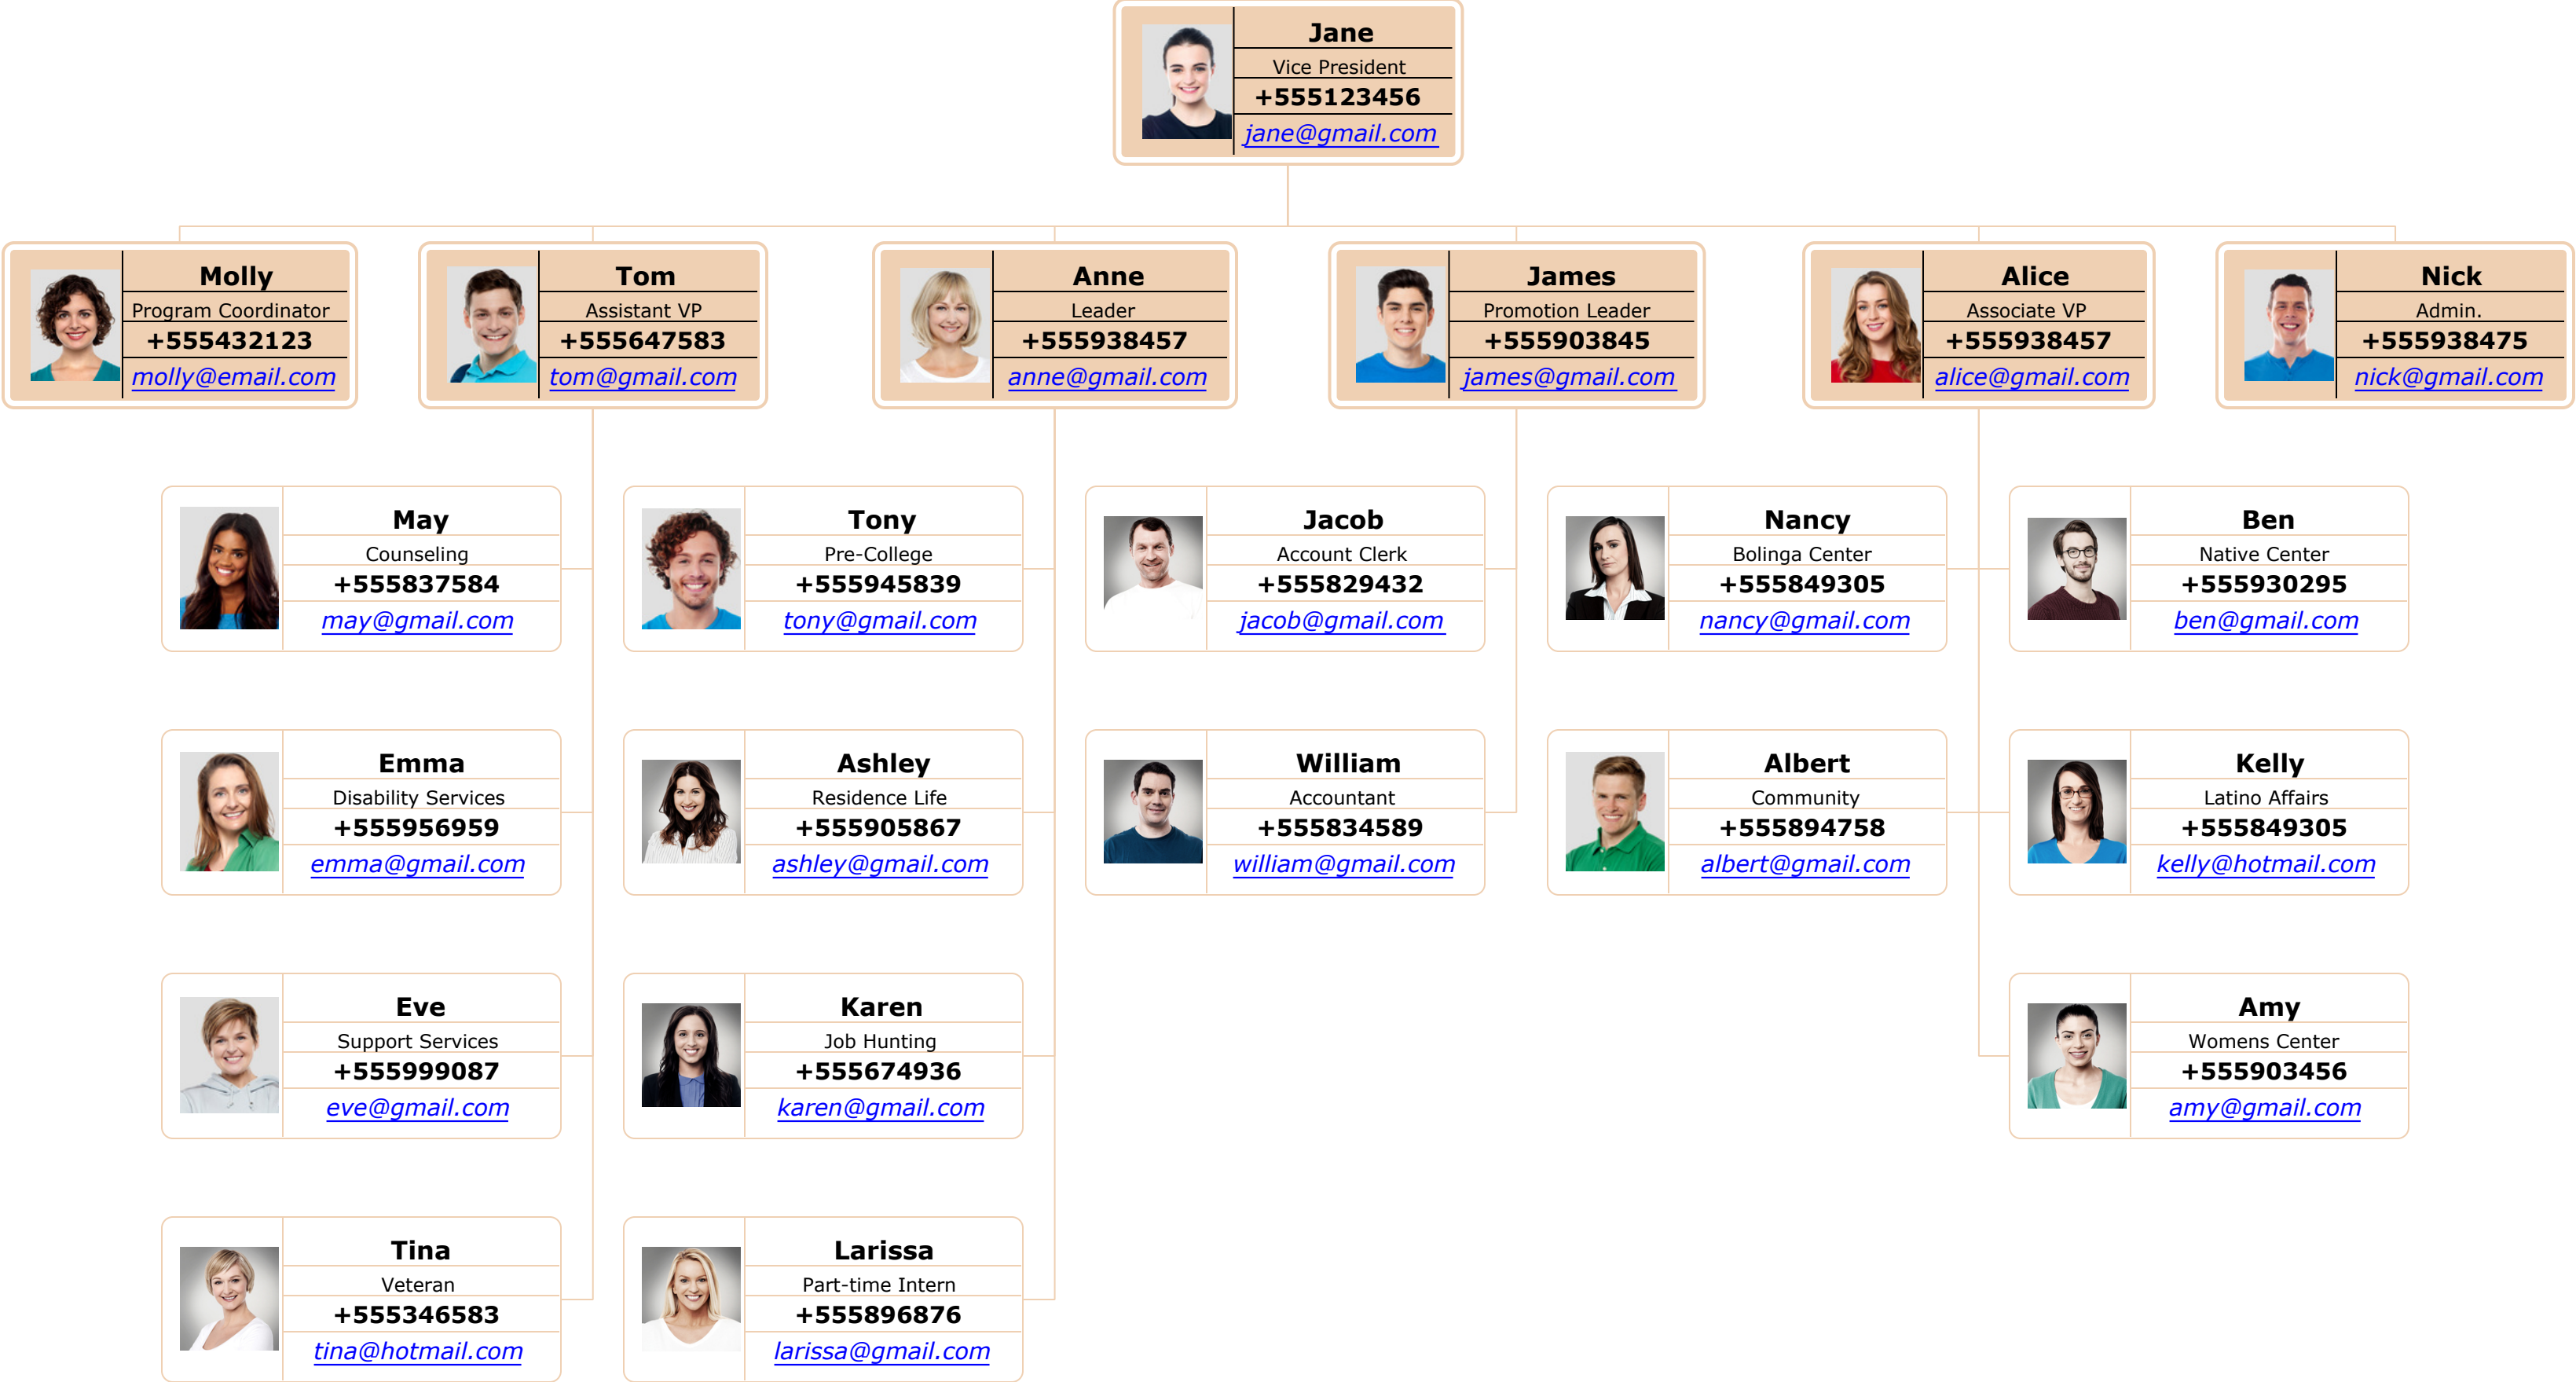 Jane
Vice President
+555123456
jane@gmail.com
Molly
Program Coordinator
+555432123
molly@email.com
Tom
Assistant VP
+555647583
tom@gmail.com
Anne
Leader
+555938457
anne@gmail.com
James
Promotion Leader
+555903845
james@gmail.com
Alice
Associate VP
+555938457
alice@gmail.com
Nick
Admin.
+555938475
nick@gmail.com
May
Counseling
+555837584
may@gmail.com
Tony
Pre-College
+555945839
tony@gmail.com
Jacob
Account Clerk
+555829432
jacob@gmail.com
Nancy
Bolinga Center
+555849305
nancy@gmail.com
Ben
Native Center
+555930295
ben@gmail.com
Emma
Disability Services
+555956959
emma@gmail.com
Ashley
Residence Life
+555905867
ashley@gmail.com
William
Accountant
+555834589
william@gmail.com
Albert
Community
+555894758
albert@gmail.com
Kelly
Latino Affairs
+555849305
kelly@hotmail.com
Eve
Support Services
+555999087
eve@gmail.com
Karen
Job Hunting
+555674936
karen@gmail.com
Amy
Womens Center
+555903456
amy@gmail.com
Tina
Veteran
+555346583
tina@hotmail.com
Larissa
Part-time Intern
+555896876
larissa@gmail.com